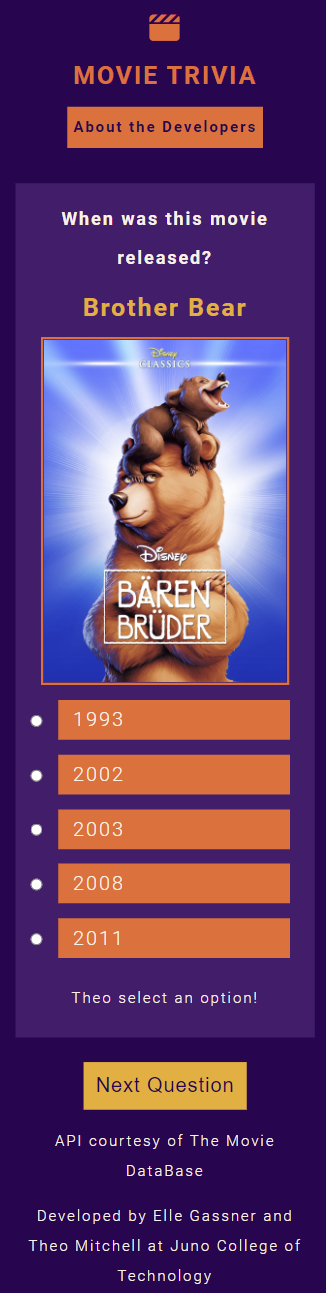 MOVIE TRIVIA
About the Developers
When was this movie
released?
Brother Bear
Disney
CLASSICS
Disney
BÄREN
BRÜDER
1993
2002
2003
2008
2011
Theo select an option!
Next Question
API courtesy of The Movie
DataBase
Developed by Elle Gassner and
Theo Mitchell at Juno College of
Technology